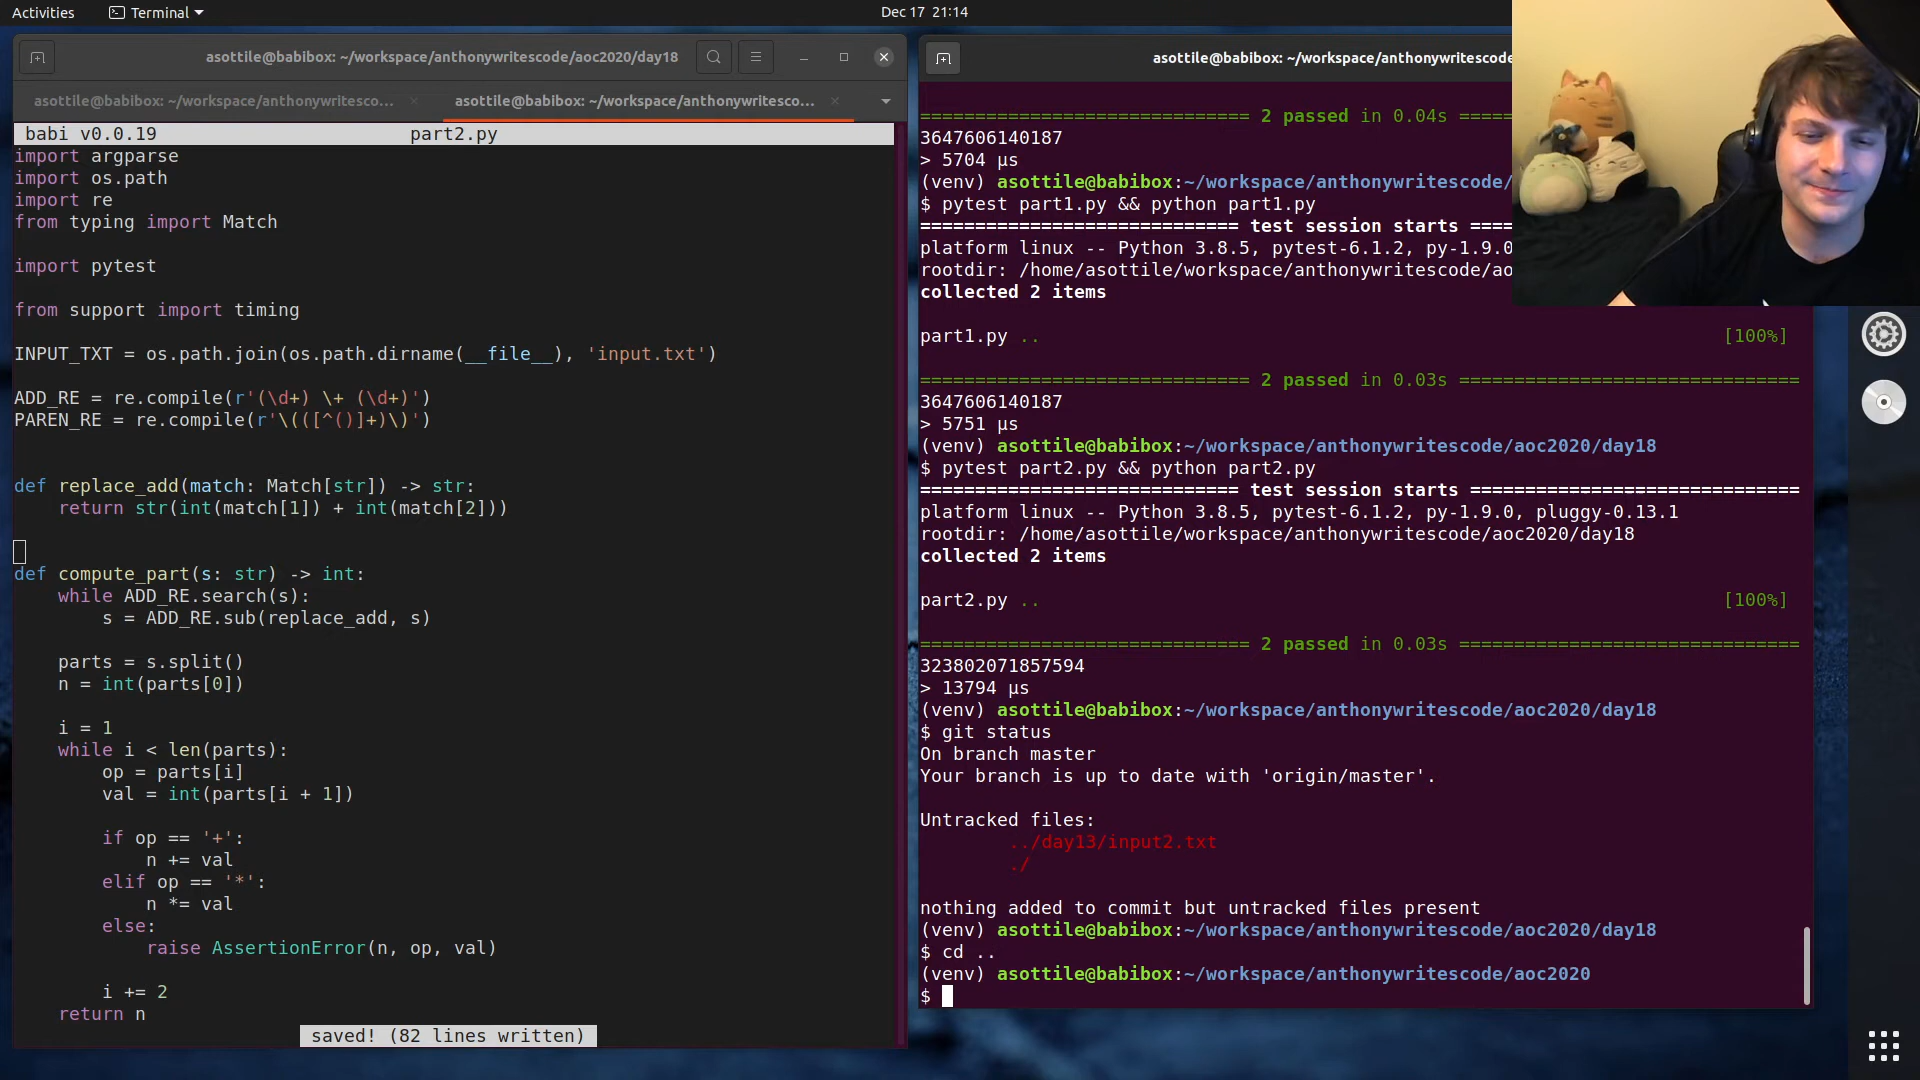 Activities
Terminal
Dec 17 21:14
asottile@babibox: ~/workspace/anthonywritescode/aoc2020/day18
asottile@babibox: ~/workspace/anthonywritesco...
asottile@babibox: ~/workspace/anthonywritesco...
babi v0.0.19 part2.py
import argparse
import os.path
import re
from typing import Match
import pytest
from support import timing
INPUT_TXT = os.path.join(os.path.dirname(__file__), 'input.txt')
ADD_RE = re.compile(r'(\d+) \+ (\d+)')
PAREN_RE = re.compile(r'\(([^()]+)\)')
def replace_add(match: Match[str]) -> str:
    return str(int(match[1]) + int(match[2]))
def compute_part(s: str) -> int:
    while ADD_RE.search(s):
        s = ADD_RE.sub(replace_add, s)
    parts = s.split()
    n = int(parts[0])
    i = 1
    while i < len(parts):
        op = parts[i]
        val = int(parts[i + 1])
        if op == '+':
            n += val
        elif op == '*':
            n *= val
        else:
            raise AssertionError(n, op, val)
        i += 2
    return n
saved! (82 lines written)
asottile@babibox: ~/workspace/anthonywritescode
============================== 2 passed in 0.04s =====
3647606140187
> 5704 µs
(venv) asottile@babibox:~/workspace/anthonywritescode/
$ pytest part1.py && python part1.py
============================= test session starts ====
platform linux -- Python 3.8.5, pytest-6.1.2, py-1.9.0
rootdir: /home/asottile/workspace/anthonywritescode/ao
collected 2 items
part1.py .. [100%]
============================== 2 passed in 0.03s ===============================
3647606140187
> 5751 µs
(venv) asottile@babibox:~/workspace/anthonywritescode/aoc2020/day18
$ pytest part2.py && python part2.py
============================= test session starts ==============================
platform linux -- Python 3.8.5, pytest-6.1.2, py-1.9.0, pluggy-0.13.1
rootdir: /home/asottile/workspace/anthonywritescode/aoc2020/day18
collected 2 items
part2.py .. [100%]
============================== 2 passed in 0.03s ===============================
323802071857594
> 13794 µs
(venv) asottile@babibox:~/workspace/anthonywritescode/aoc2020/day18
$ git status
On branch master
Your branch is up to date with 'origin/master'.
Untracked files:
        ../day13/input2.txt
        ./
nothing added to commit but untracked files present
(venv) asottile@babibox:~/workspace/anthonywritescode/aoc2020/day18
$ cd ..
(venv) asottile@babibox:~/workspace/anthonywritescode/aoc2020
$